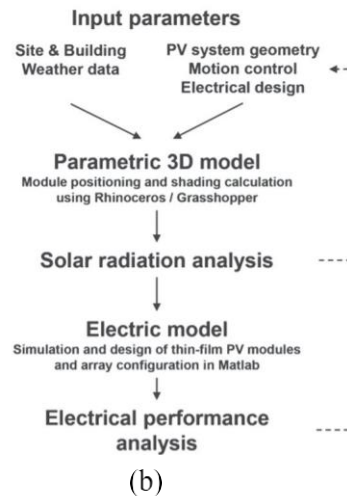 Input parameters
Site & Building
Weather data
PV system geometry
Motion control
Electrical design
Parametric 3D model
Module positioning and shading calculation
using Rhinoceros / Grasshopper
Solar radiation analysis
Electric model
Simulation and design of thin-film PV modules
and array configuration in Matlab
Electrical performance
analysis
(b)